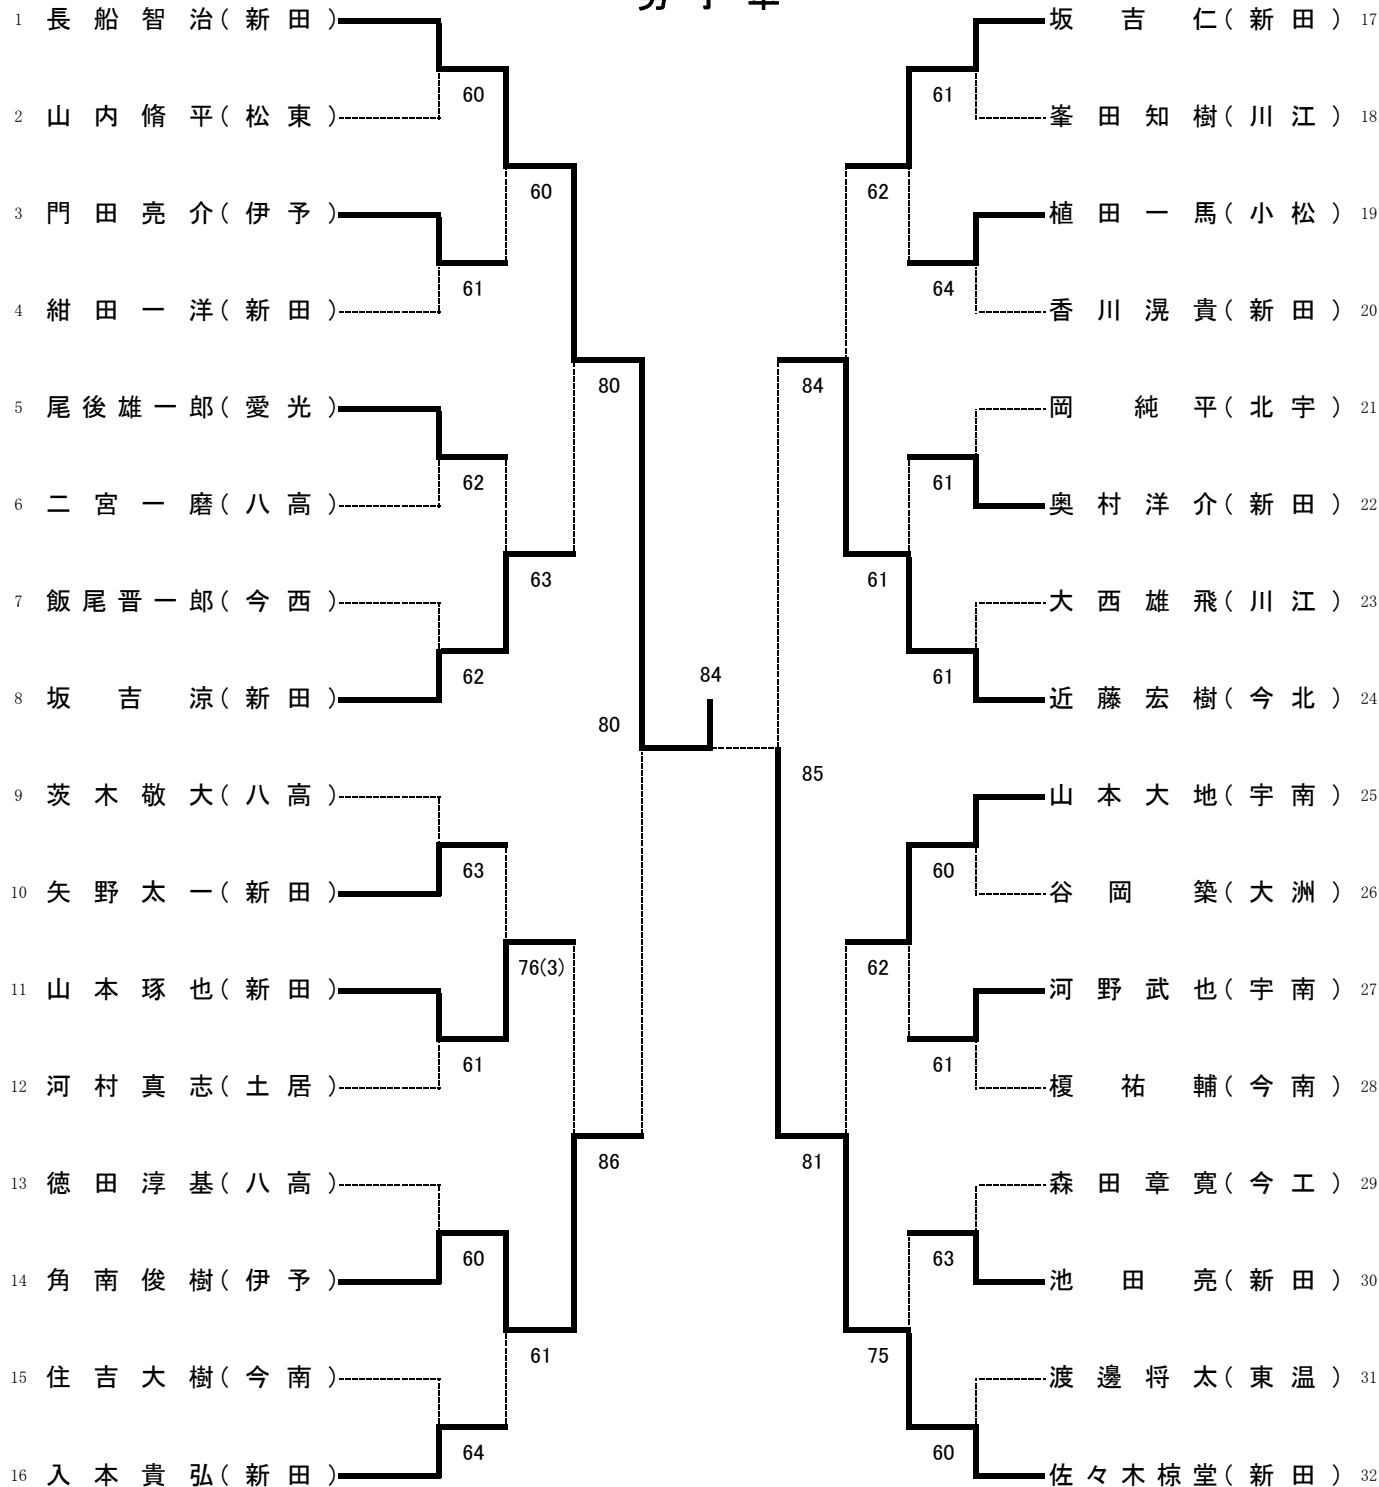 1 長船智治(新田)
60
2 山内脩平(松東)
60
3 門田亮介(伊予)
61
4 紺田一洋(新田)
80
5 尾後雄一郎(愛光)
62
6 二宮一磨(八高)
63
7 飯尾晋一郎(今西)
62
8 坂吉涼(新田)
80
84
9 茨木敬大(八高)
63
10 矢野太一(新田)
76(3)
11 山本琢也(新田)
61
12 河村真志(土居)
86
13 徳田淳基(八高)
60
14 角南俊樹(伊予)
61
15 住吉大樹(今南)
64
16 入本貴弘(新田)
坂吉仁(新田) 17
61
峯田知樹(川江) 18
62
植田一馬(小松) 19
64
香川滉貴(新田) 20
84
岡純平(北宇) 21
61
奥村洋介(新田) 22
61
大西雄飛(川江) 23
61
近藤宏樹(今北) 24
85
山本大地(宇南) 25
60
谷岡築(大洲) 26
62
河野武也(宇南) 27
61
榎祐輔(今南) 28
81
森田章寛(今工) 29
63
池田亮(新田) 30
75
渡邊将太(東温) 31
60
佐々木椋堂(新田) 32